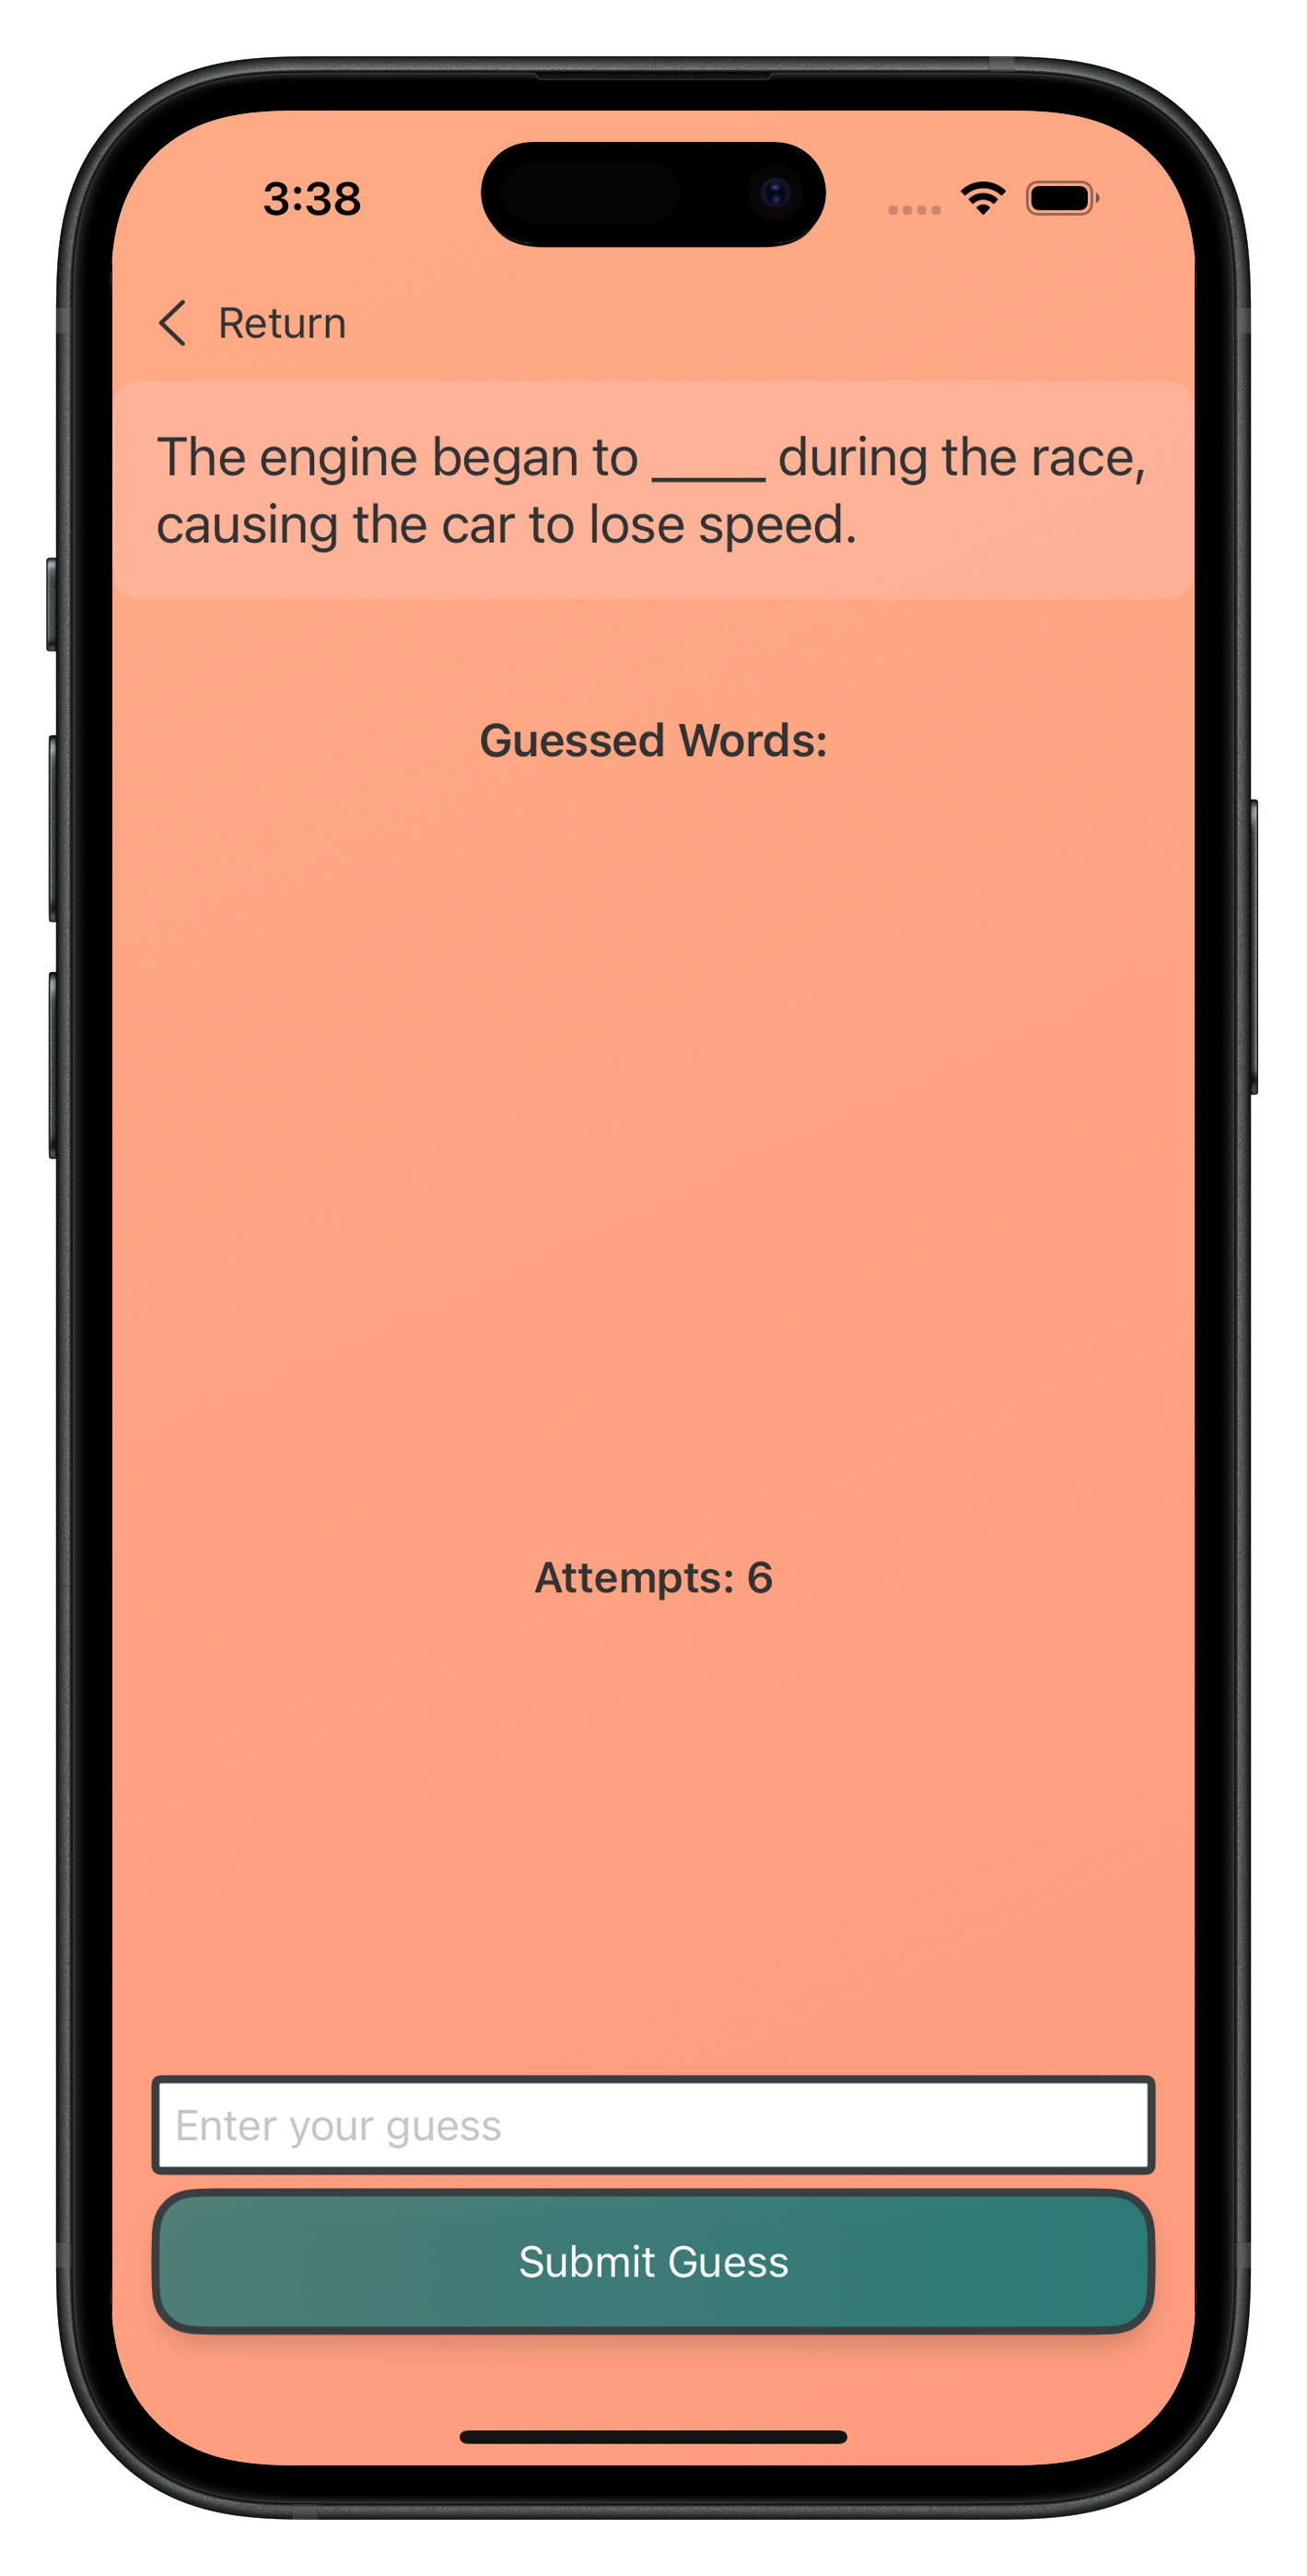 3:38
Return
The engine began to _____ during the race,
causing the car to lose speed.
Guessed Words:
Attempts: 6
Enter your guess
Submit Guess